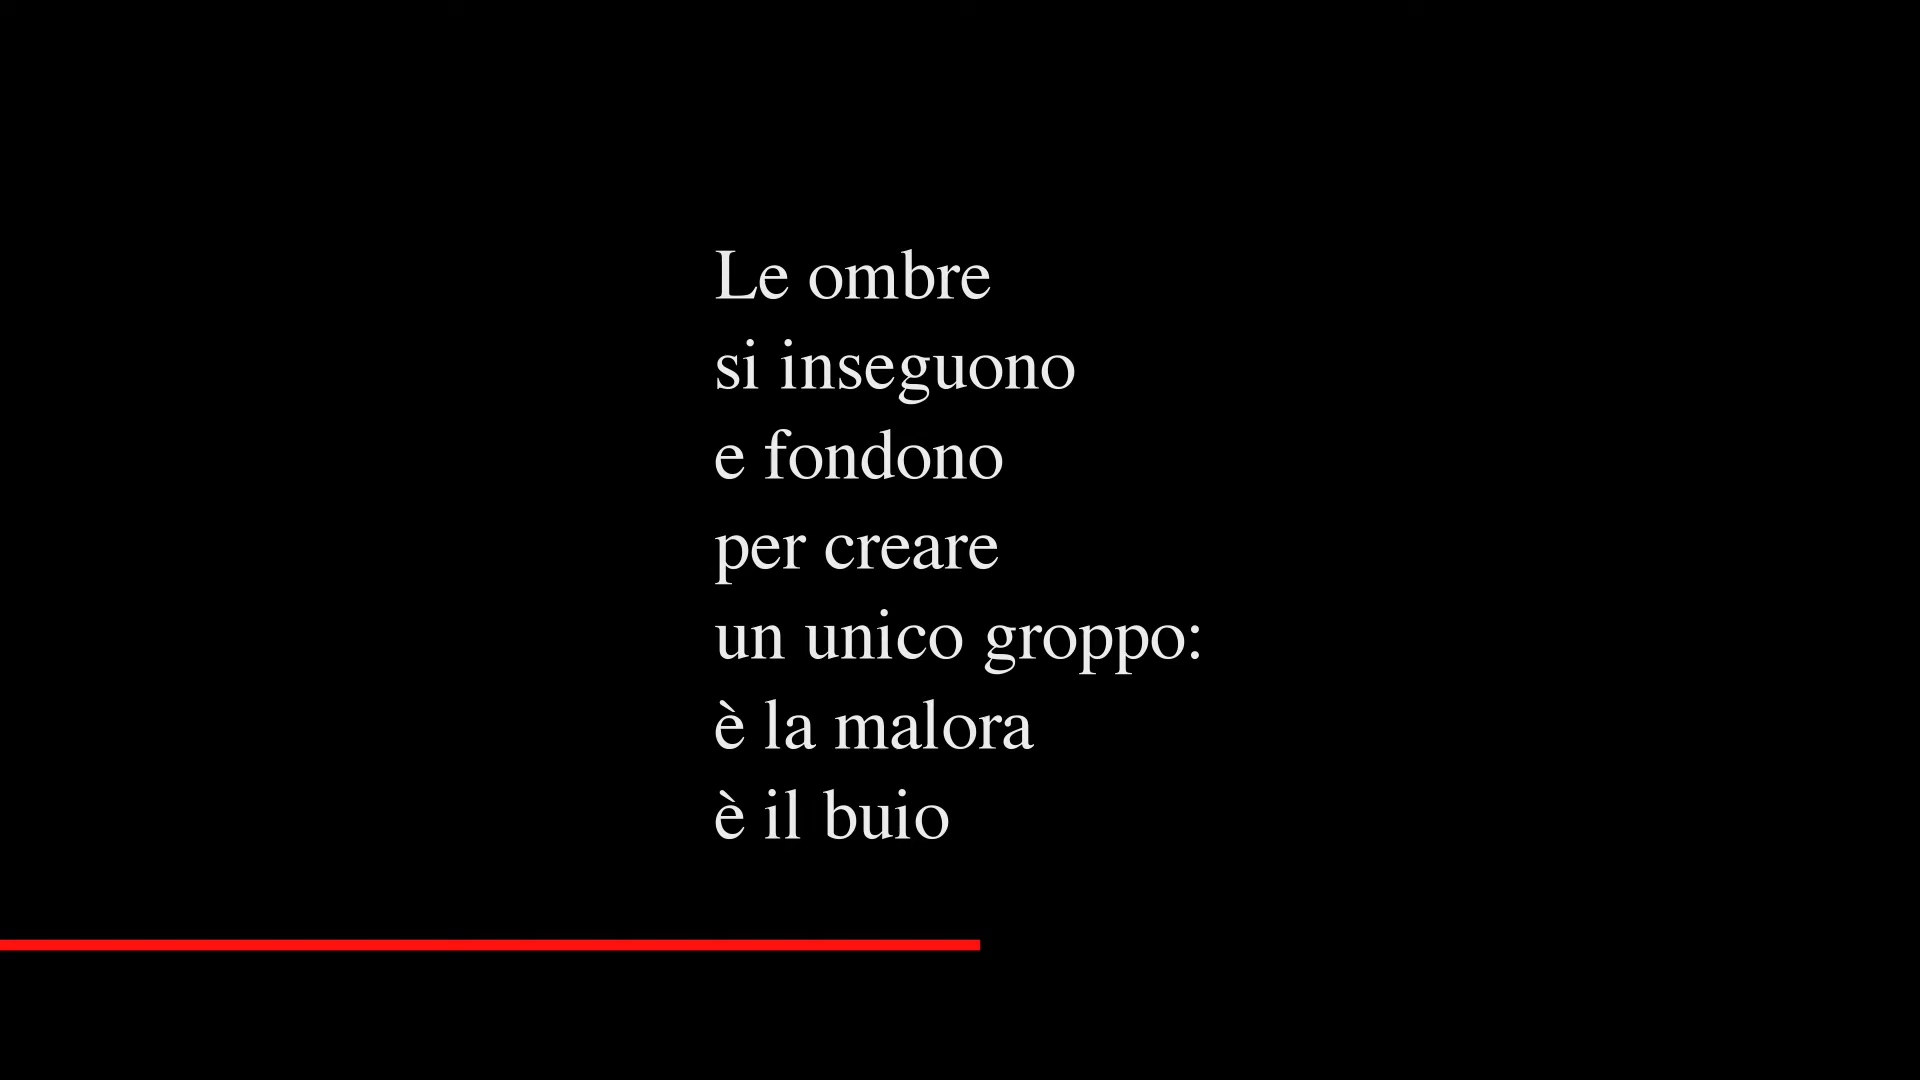 Le ombre
si inseguono
e fondono
per creare
un unico groppo:
è la malora
è il buio